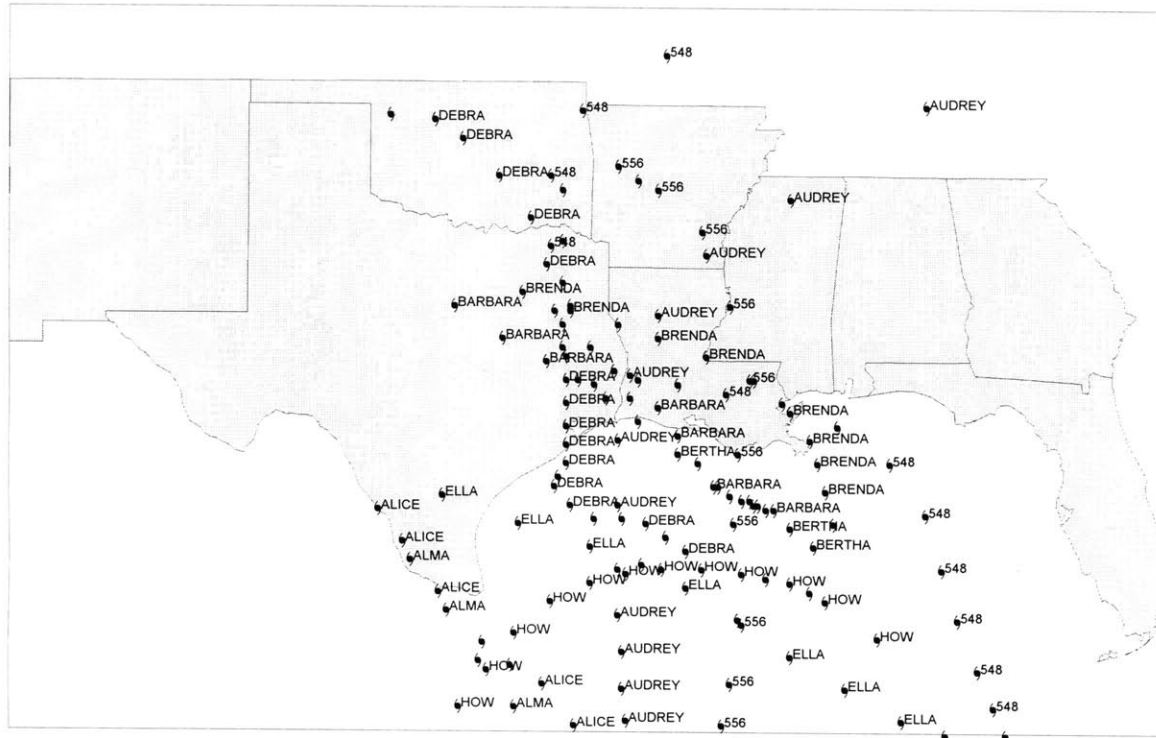 548
548 AUDREY
DEBRA
DEBRA
556
DEBRA 548 556
AUDREY
DEBRA
556
548 AUDREY
DEBRA
BRENDA
BARBARA BRENDA 556
AUDREY
BARBARA BRENDA
BRENDA
BARBARA
DEBRA AUDREY 556
548
DEBRA BARBARA BRENDA
DEBRA
AUDREY BARBARA BRENDA
DEBRA
BERTHA 556
DEBRA BRENDA 548
DEBRA BARBARA
ELLA BRENDA
ALICE DEBRA AUDREY BARBARA
548
ELLA DEBRA 556 BERTHA
ALICE ELLA DEBRA BERTHA
ALMA
HOW HOW HOW HOW 548
ALICE HOW ELLA HOW
ALMA HOW HOW
AUDREY 556 548
HOW HOW
AUDREY ELLA
HOW 548
ALICE AUDREY 556 ELLA
HOW ALMA 548
ALICE AUDREY 556 ELLA